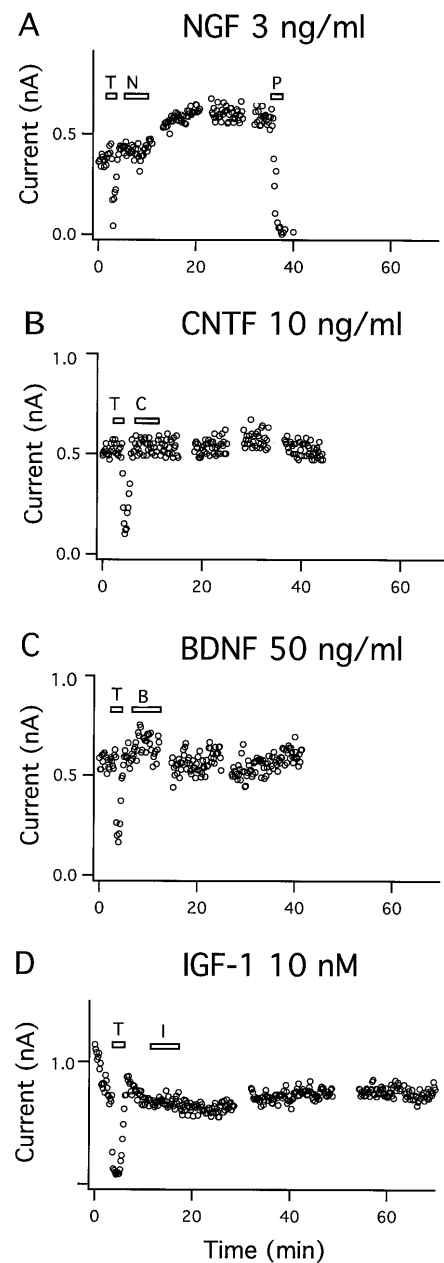 A
NGF 3 ng/ml
T N P
Current (nA)
0.5
0.0
0 20 40 60
B
CNTF 10 ng/ml
1.0
T C
Current (nA)
0.5
0.0
0 20 40 60
C
BDNF 50 ng/ml
1.0
T B
Current (nA)
0.5
0.0
0 20 40 60
D
IGF-1 10 nM
T I
Current (nA)
1.0
0 20 40 60
Time (min)